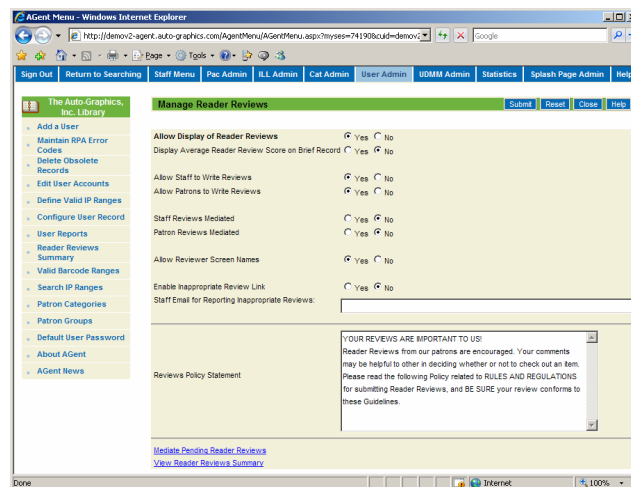 AGent Menu - Windows Internet Explorer
http://demov2-agent.auto-graphics.com/AgentMenu/AgentMenu.aspx?myses=74190&cuid=demov2
Google
Page Tools
Sign Out Return to Searching Staff Menu Pac Admin ILL Admin Cat Admin User Admin UDMM Admin Statistics Splash Page Admin Help
The Auto-Graphics, Inc. Library
Add a User
Maintain RPA Error
Codes
Delete Obsolete
Records
Edit User Accounts
Define Valid IP Ranges
Configure User Record
User Reports
Reader Reviews
Summary
Valid Barcode Ranges
Search IP Ranges
Patron Categories
Patron Groups
Default User Password
About AGent
AGent News
Manage Reader Reviews Submit Reset Close Help
Allow Display of Reader Reviews Yes No
Display Average Reader Review Score on Brief Record Yes No
Allow Staff to Write Reviews Yes No
Allow Patrons to Write Reviews Yes No
Staff Reviews Mediated Yes No
Patron Reviews Mediated Yes No
Allow Reviewer Screen Names Yes No
Enable Inappropriate Review Link Yes No
Staff Email for Reporting Inappropriate Reviews:
Reviews Policy Statement
YOUR REVIEWS ARE IMPORTANT TO US!
Reader Reviews from our patrons are encouraged. Your comments
may be helpful to other in deciding whether or not to check out an item.
Please read the following Policy related to RULES AND REGULATIONS
for submitting Reader Reviews, and BE SURE your review conforms to
these Guidelines.
Mediate Pending Reader Reviews
View Reader Reviews Summary
Done Internet 100%